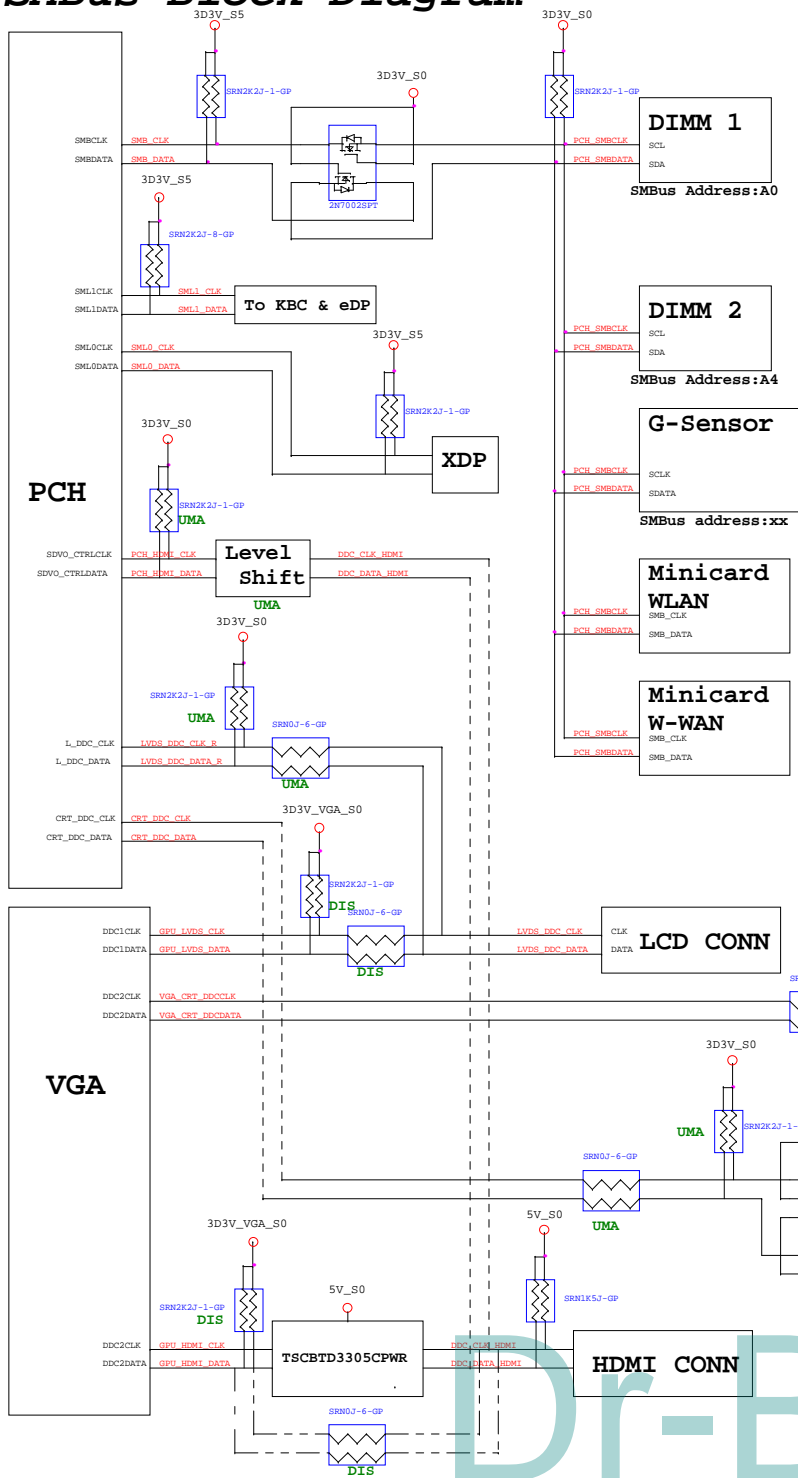 SMBus Block Diagram
3D3V_S5
3D3V_S0
SRN2K2J-1-GP
3D3V_S0
SRN2K2J-1-GP
DIMM 1
SMBCLK
SMB_CLK
PCH_SMBCLK
SCL
SMBDATA
SMB_DATA
PCH_SMBDATA
SDA
3D3V_S5
2N7002SPT
SMBus Address:A0
SRN2K2J-8-GP
SML1CLK
SML1_CLK
To KBC & eDP
SML1DATA
SML1_DATA
DIMM 2
PCH_SMBCLK
SCL
SML0CLK
SML0_CLK
3D3V_S5
PCH_SMBDATA
SDA
SML0DATA
SML0_DATA
SMBus Address:A4
SRN2K2J-1-GP
3D3V_S0
G-Sensor
XDP
PCH_SMBCLK
SCLK
PCH_SMBDATA
SDATA
PCH
SRN2K2J-1-GP
UMA
SMBus address:xx
SDVO_CTRLCLK
PCH_HDMI_CLK
Level
Shift
DDC_CLK_HDMI
SDVO_CTRLDATA
PCH_HDMI_DATA
DDC_DATA_HDMI
UMA
Minicard
WLAN
PCH_SMBCLK
SMB_CLK
PCH_SMBDATA
SMB_DATA
3D3V_S0
SRN2K2J-1-GP
UMA
SRN0J-6-GP
Minicard
W-WAN
PCH_SMBCLK
SMB_CLK
PCH_SMBDATA
SMB_DATA
L_DDC_CLK
LVDS_DDC_CLK_R
L_DDC_DATA
LVDS_DDC_DATA_R
UMA
3D3V_VGA_S0
CRT_DDC_CLK
CRT_DDC_CLK
CRT_DDC_DATA
CRT_DDC_DATA
SRN2K2J-1-GP
DIS
SRN0J-6-GP
DDC1CLK
GPU_LVDS_CLK
LVDS_DDC_CLK
CLK
LCD CONN
DDC1DATA
GPU_LVDS_DATA
LVDS_DDC_DATA
DATA
DIS
DDC2CLK
VGA_CRT_DDCCLK
DDC2DATA
VGA_CRT_DDCDATA
3D3V_S0
VGA
UMA
SRN2K2J-1-
SRN0J-6-GP
UMA
3D3V_VGA_S0
5V_S0
5V_S0
SRN2K2J-1-GP
DIS
SRN1K5J-GP
DDC2CLK
GPU_HDMI_CLK
TSCBTD3305CPWR
DDC_CLK_HDMI
HDMI CONN
DDC2DATA
GPU_HDMI_DATA
DDC_DATA_HDMI
SRN0J-6-GP
DIS